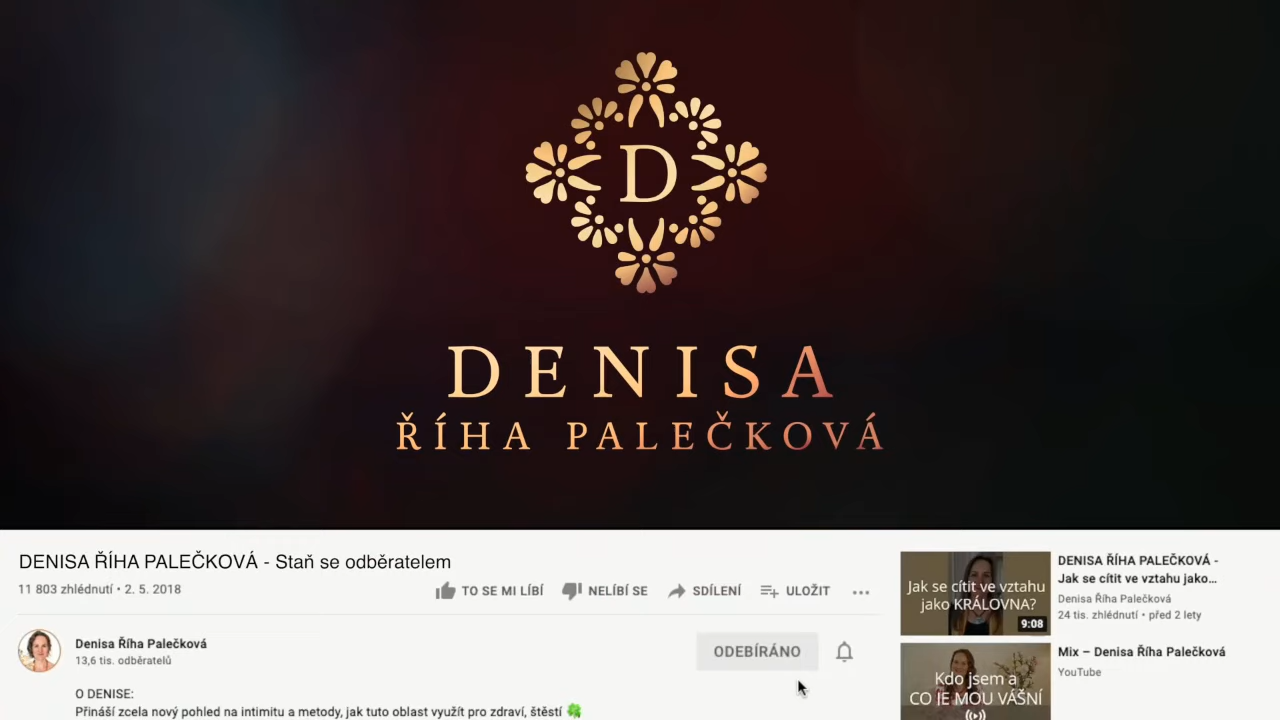 D
DENISA
ŘÍHA PALEČKOVÁ
DENISA ŘÍHA PALEČKOVÁ - Staň se odběratelem
11 803 zhlédnutí • 2. 5. 2018
TO SE MI LÍBÍ
NELÍBÍ SE
SDÍLENÍ
ULOŽIT
Denisa Říha Palečková
13,6 tis. odběratelů
ODEBÍRÁNO
O DENISE:
Přináší zcela nový pohled na intimitu a metody, jak tuto oblast využít pro zdraví, štěstí 🍀
Jak se cítit ve vztahu
jako KRÁLOVNA?
9:08
DENISA ŘÍHA PALEČKOVÁ -
Jak se cítit ve vztahu jako...
Denisa Říha Palečková
24 tis. zhlédnutí • před 2 lety
Kdo jsem a
CO JE MOU VÁŠNÍ
Mix – Denisa Říha Palečková
YouTube